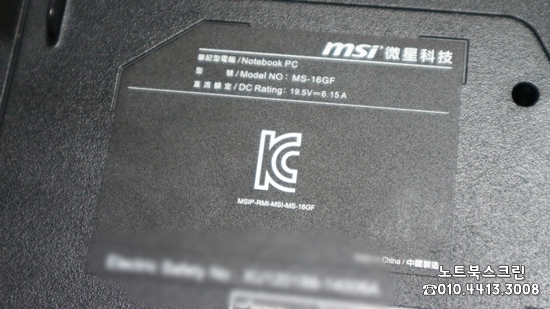 msi 微星科技
筆記型電腦 / Notebook PC
型 號 / Model NO : MS-16GF
直流額定 / DC Rating: 19.5V⎓6.15A
MSIP-RMI-MSI-MS-16GF
China / 中國製造
노트북스크린
☎010.4413.3008